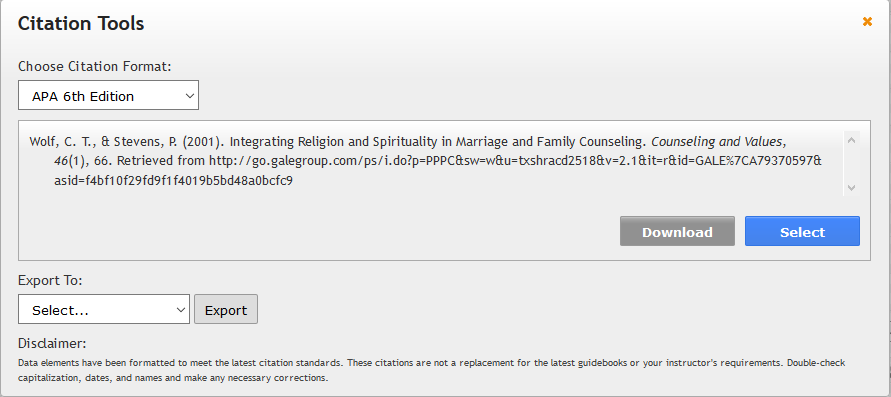 Citation Tools
Choose Citation Format:
APA 6th Edition
Wolf, C. T., & Stevens, P. (2001). Integrating Religion and Spirituality in Marriage and Family Counseling. Counseling and Values,
46(1), 66. Retrieved from http://go.galegroup.com/ps/i.do?p=PPPC&sw=w&u=txshracd2518&v=2.1&it=r&id=GALE%7CA79370597&
asid=f4bf10f29fd9f1f4019b5bd48a0bcfc9
Download
Select
Export To:
Select...
Export
Disclaimer:
Data elements have been formatted to meet the latest citation standards. These citations are not a replacement for the latest guidebooks or your instructor's requirements. Double-check
capitalization, dates, and names and make any necessary corrections.